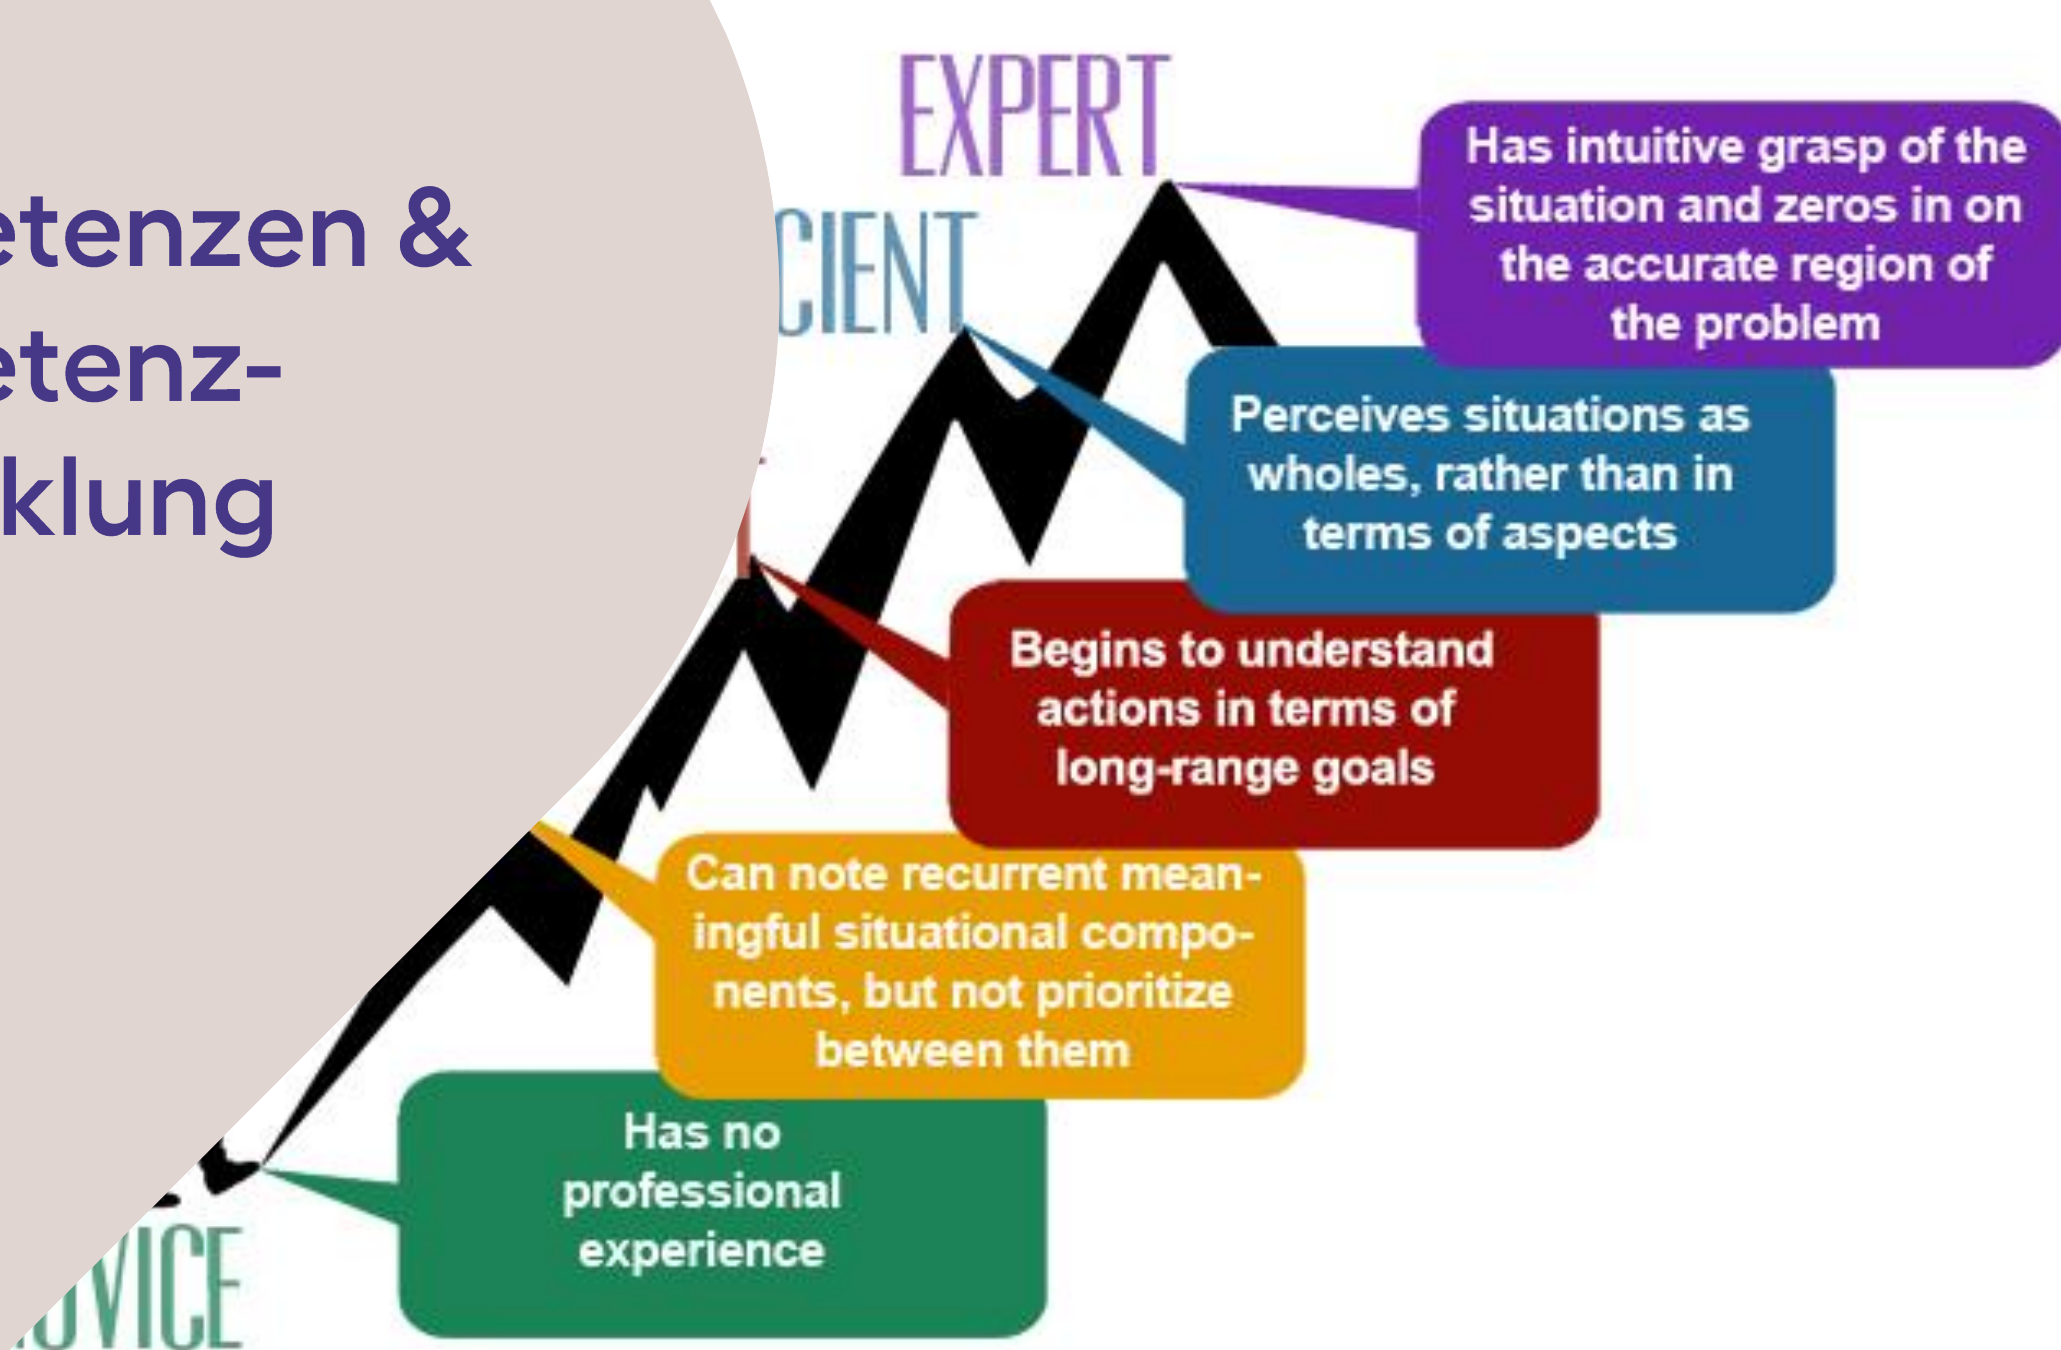 etenzen &
etenz-
klung
EXPERT
CIENT
Has intuitive grasp of the
situation and zeros in on
the accurate region of
the problem
Perceives situations as
wholes, rather than in
terms of aspects
Begins to understand
actions in terms of
long-range goals
Can note recurrent mean-
ingful situational compo-
nents, but not prioritize
between them
Has no
professional
experience
OVICE